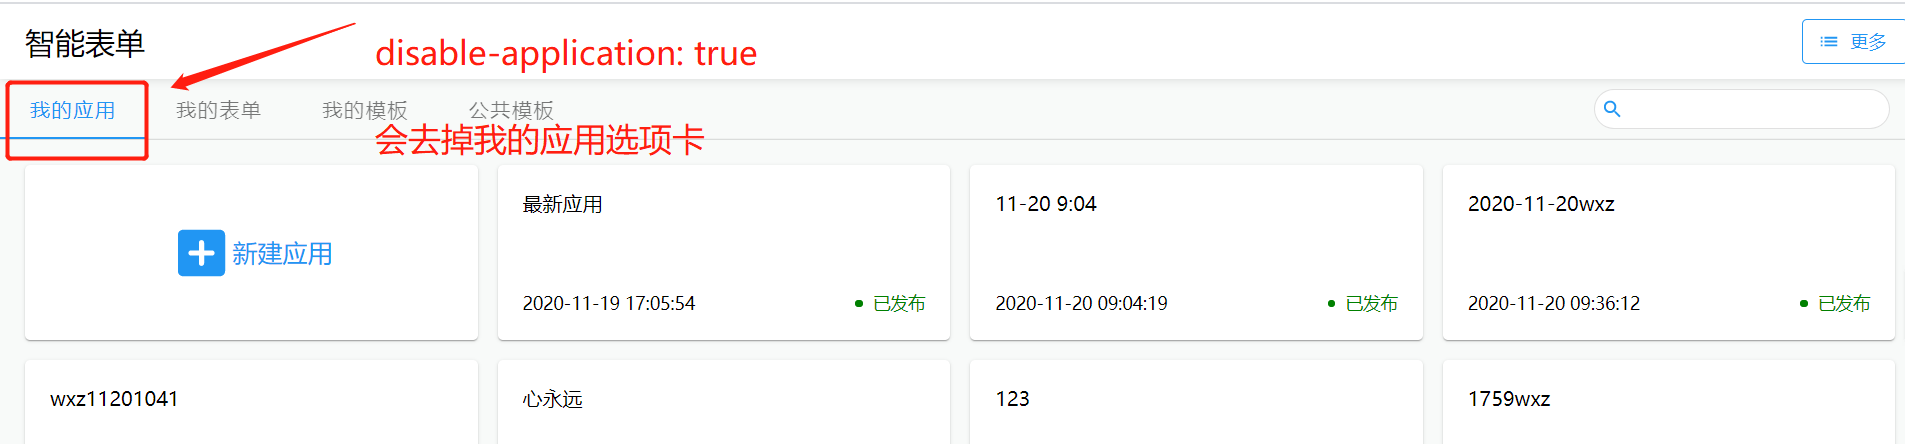 智能表单
disable-application: true
更多
我的应用 我的表单 我的模板 公共模板
会去掉我的应用选项卡
新建应用
最新应用
2020-11-19 17:05:54 已发布
11-20 9:04
2020-11-20 09:04:19 已发布
2020-11-20wxz
2020-11-20 09:36:12 已发布
wxz11201041
心永远
123
1759wxz